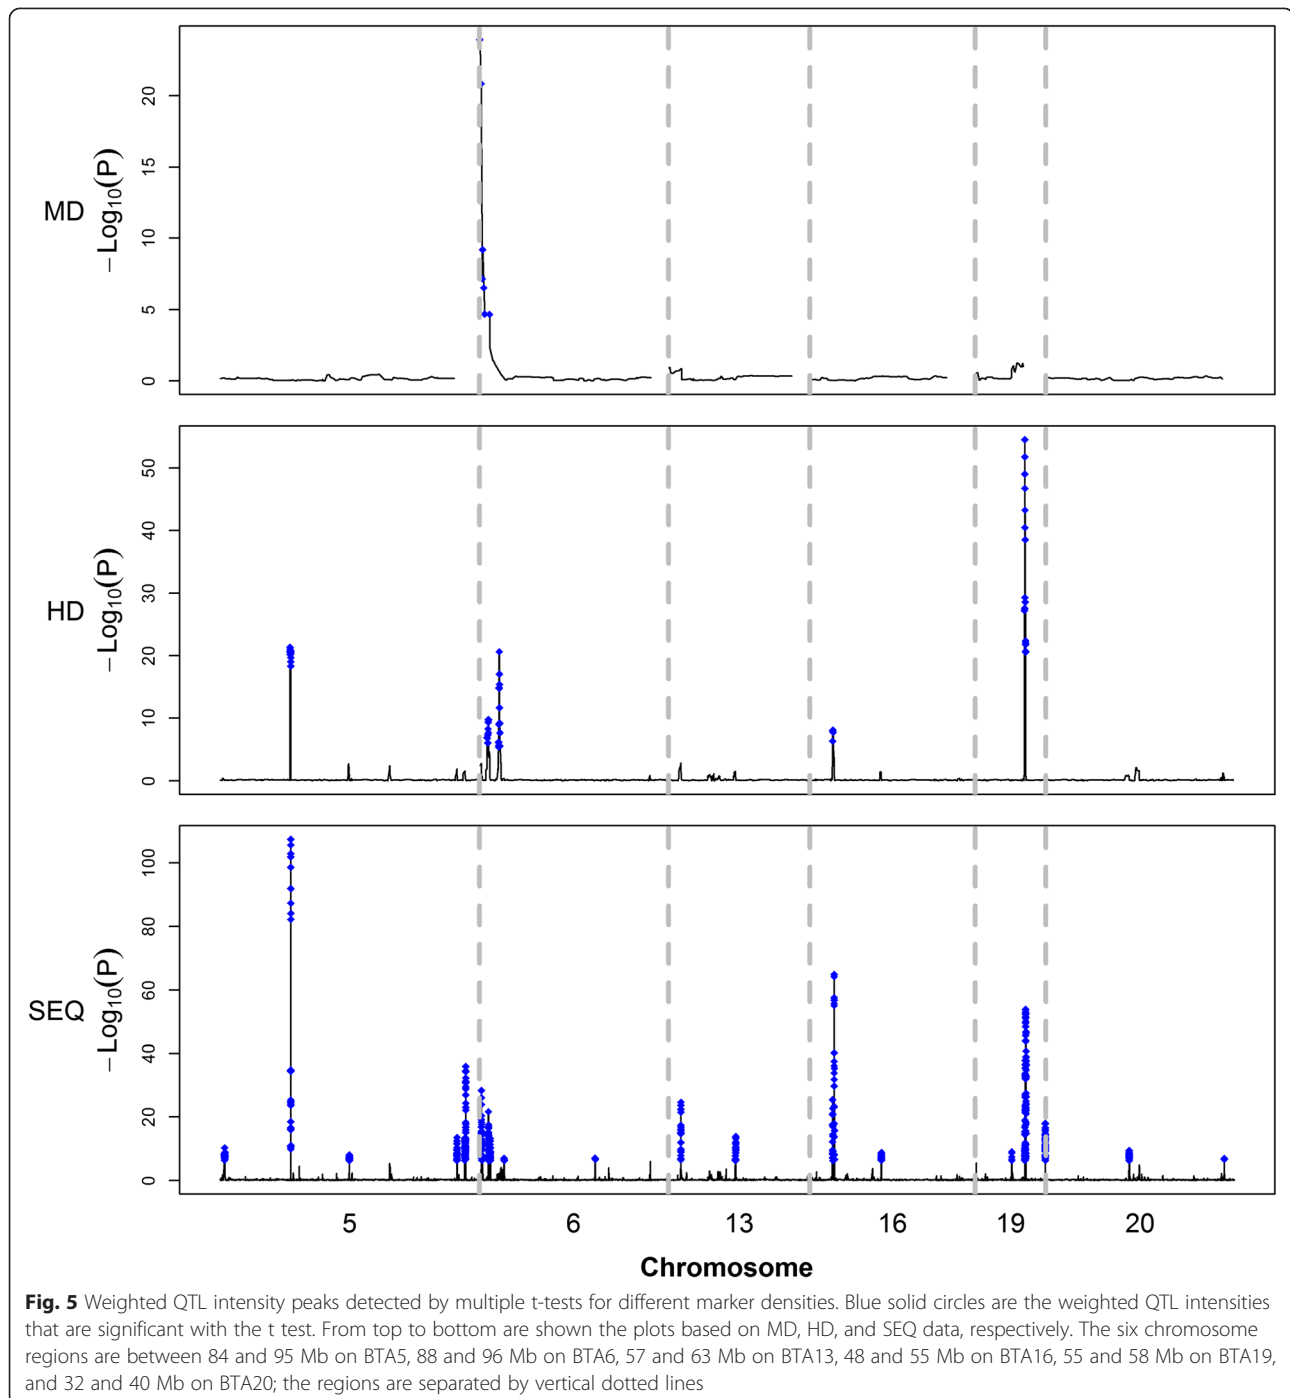 MD
−Log10(P)
0
5
10
15
20
HD
−Log10(P)
0
10
20
30
40
50
SEQ
−Log10(P)
0
20
40
60
80
100
5 6 13 16 19 20
Chromosome
Fig. 5 Weighted QTL intensity peaks detected by multiple t-tests for different marker densities. Blue solid circles are the weighted QTL intensities
that are significant with the t test. From top to bottom are shown the plots based on MD, HD, and SEQ data, respectively. The six chromosome
regions are between 84 and 95 Mb on BTA5, 88 and 96 Mb on BTA6, 57 and 63 Mb on BTA13, 48 and 55 Mb on BTA16, 55 and 58 Mb on BTA19,
and 32 and 40 Mb on BTA20; the regions are separated by vertical dotted lines